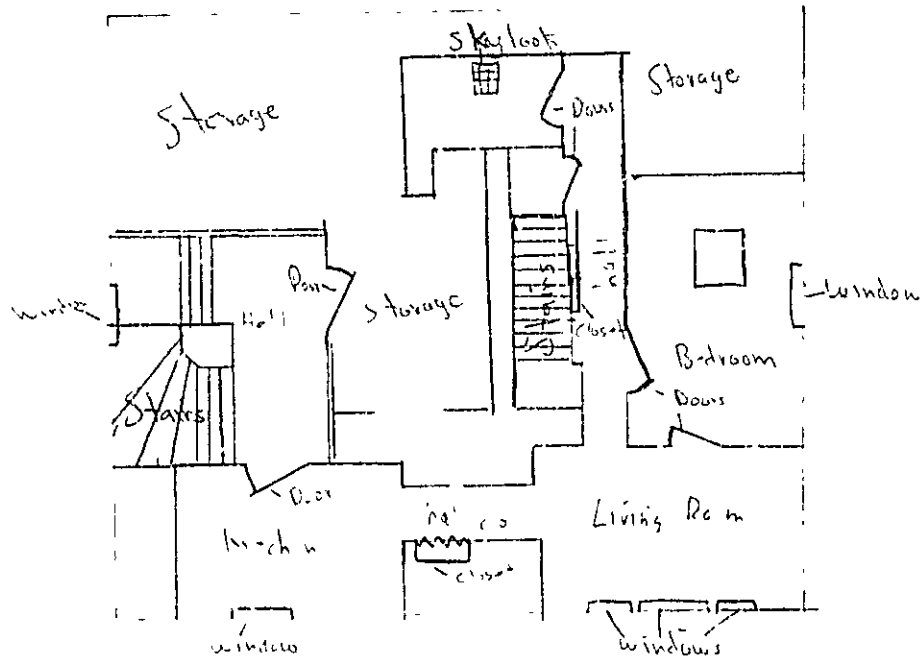 Skylook
Storage
Storage
Doors
Window
Door
Hall
Storage
Stairs
Closet
Window
Bedroom
Doors
Stairs
Door
Living Room
Closet
window
windows